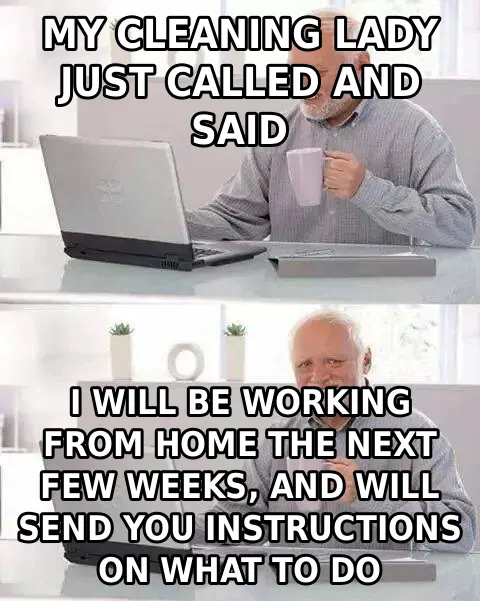 MY CLEANING LADY
JUST CALLED AND
SAID
I WILL BE WORKING
FROM HOME THE NEXT
FEW WEEKS, AND WILL
SEND YOU INSTRUCTIONS
ON WHAT TO DO